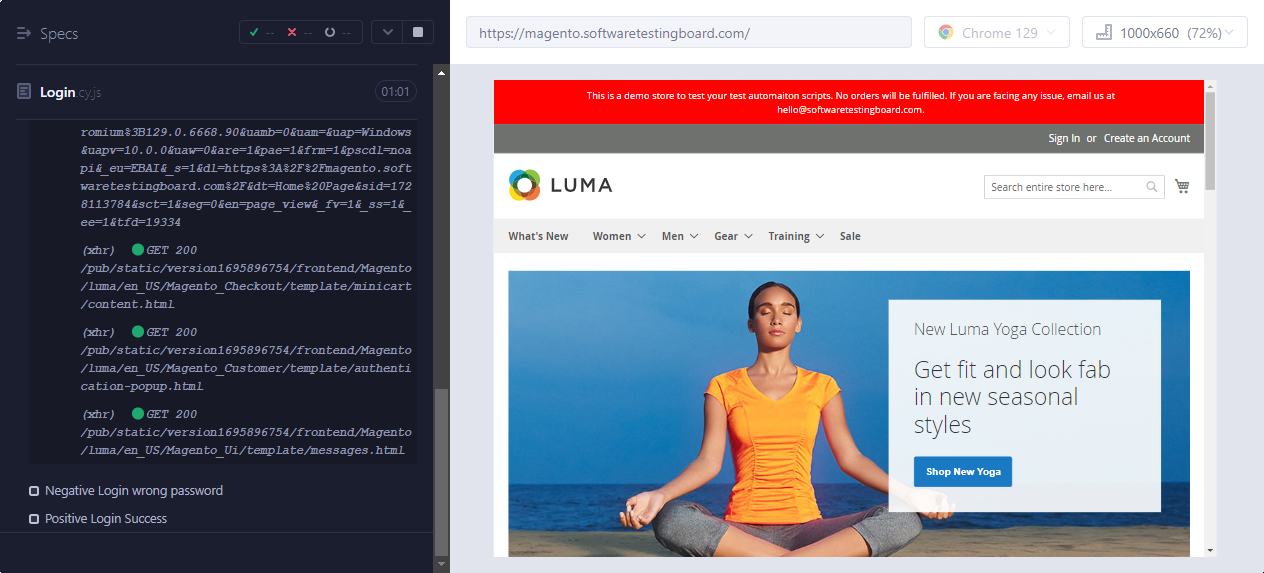 Specs
-- -- --
Login.cy.js
01:01
romium%3B129.0.6668.90&uamb=0&uam=&uap=Windows
&uapv=10.0.0&uaw=0&are=1&pae=1&frm=1&pscdl=noa
pi&_eu=EBAI&_s=1&dl=https%3A%2F%2Fmagento.soft
waretestingboard.com%2F&dt=Home%20Page&sid=172
8113784&sct=1&seg=0&en=page_view&_fv=1&_ss=1&_
ee=1&tfd=19334
(xhr) GET 200
/pub/static/version1695896754/frontend/Magento
/luma/en_US/Magento_Checkout/template/minicart
/content.html
(xhr) GET 200
/pub/static/version1695896754/frontend/Magento
/luma/en_US/Magento_Customer/template/authenti
cation-popup.html
(xhr) GET 200
/pub/static/version1695896754/frontend/Magento
/luma/en_US/Magento_Ui/template/messages.html
Negative Login wrong password
Positive Login Success
https://magento.softwaretestingboard.com/
Chrome 129
1000x660 (72%)
This is a demo store to test your test automaiton scripts. No orders will be fulfilled. If you are facing any issue, email us at
hello@softwaretestingboard.com.
Sign In or Create an Account
LUMA
Search entire store here...
What's New Women Men Gear Training Sale
New Luma Yoga Collection
Get fit and look fab
in new seasonal
styles
Shop New Yoga